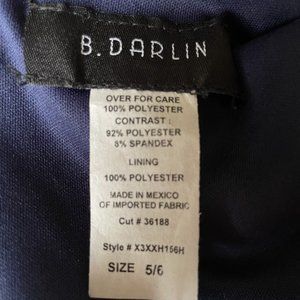 B. DARLIN
OVER FOR CARE
100% POLYESTER
CONTRAST :
92% POLYESTER
8% SPANDEX
LINING
100% POLYESTER
MADE IN MEXICO
OF IMPORTED FABRIC
Cut # 36188
Style # X3XXH156H
SIZE 5/6